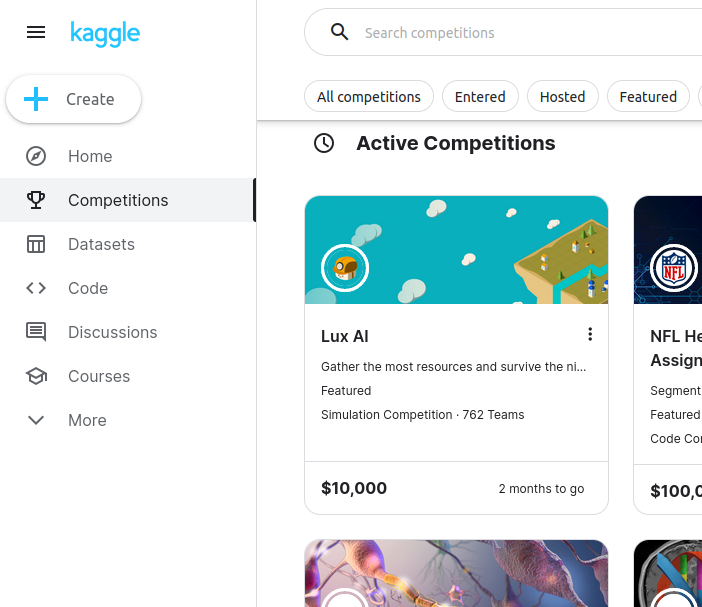 kaggle
Search competitions
Create
All competitions
Entered
Hosted
Featured
Home
Competitions
Datasets
Code
Discussions
Courses
More
Active Competitions
NFL
Lux AI
Gather the most resources and survive the ni...
Featured
Simulation Competition · 762 Teams
$10,000
2 months to go
NFL He
Assign
Segment
Featured
Code Co
$100,0